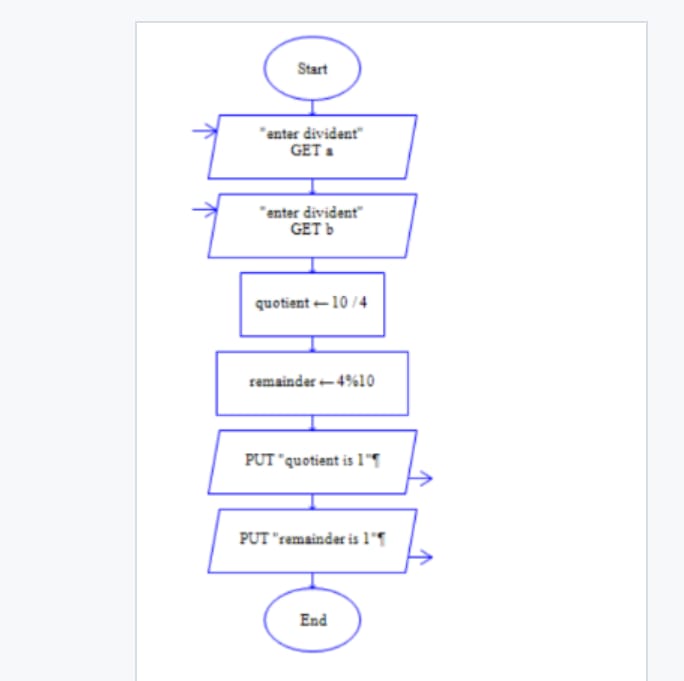 Start
"enter divident"
GET a
"enter divident"
GET b
quotient ← 10 / 4
remainder ← 4%10
PUT "quotient is 1"¶
PUT "remainder is 1"¶
End